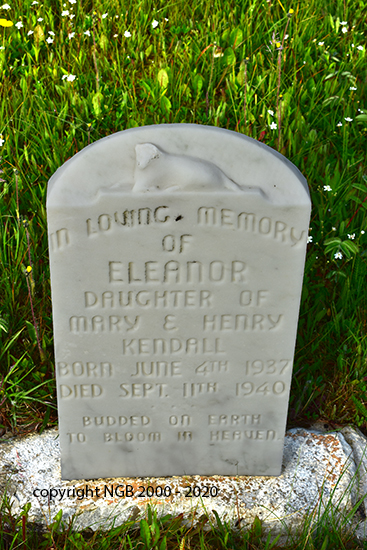 IN LOVING MEMORY
OF
ELEANOR
DAUGHTER OF
MARY & HENRY
KENDALL
BORN JUNE 4TH 1937
DIED SEPT. 11TH 1940
BUDDED ON EARTH
TO BLOOM IN HEAVEN.
copyright NGB 2000 - 2020